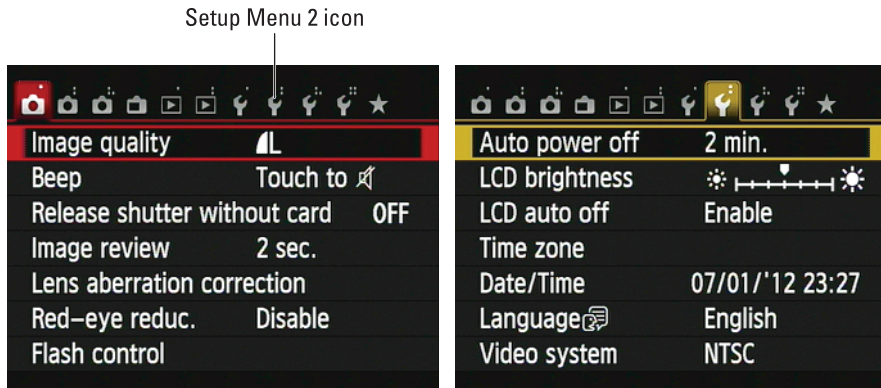 Setup Menu 2 icon
Image quality L
Beep Touch to
Release shutter without card OFF
Image review 2 sec.
Lens aberration correction
Red-eye reduc. Disable
Flash control
Auto power off 2 min.
LCD brightness
LCD auto off Enable
Time zone
Date/Time 07/01/'12 23:27
Language English
Video system NTSC